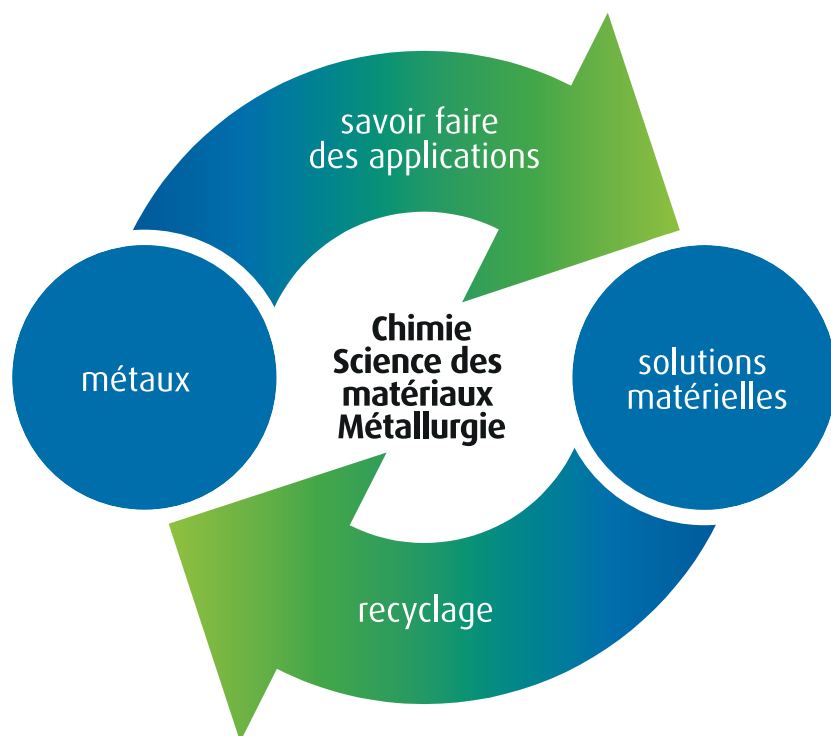 savoir faire
des applications
métaux
Chimie
Science des
matériaux
Métallurgie
solutions
matérielles
recyclage